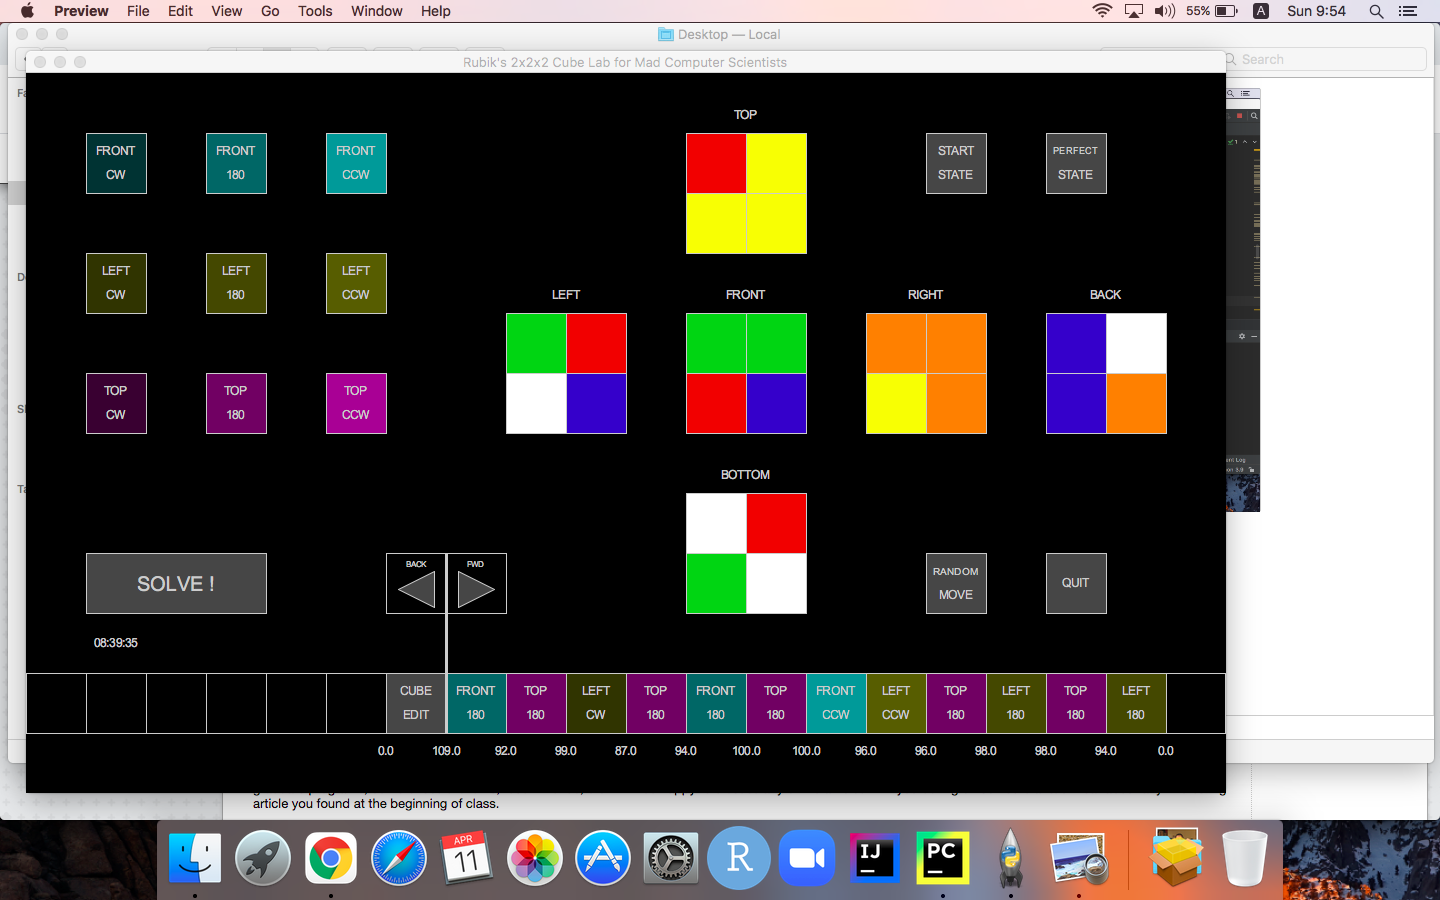 Preview File Edit View Go Tools Window Help 55% A Sun 9:54
Desktop — Local
Search
Rubik's 2x2x2 Cube Lab for Mad Computer Scientists
TOP
FRONT CW
FRONT 180
FRONT CCW
START STATE
PERFECT STATE
LEFT CW
LEFT 180
LEFT CCW
LEFT
FRONT
RIGHT
BACK
TOP CW
TOP 180
TOP CCW
BOTTOM
SOLVE !
BACK
FWD
RANDOM MOVE
QUIT
08:39:35
CUBE EDIT
FRONT 180
TOP 180
LEFT CW
TOP 180
FRONT 180
TOP 180
FRONT CCW
LEFT CCW
TOP 180
LEFT 180
TOP 180
LEFT 180
0.0 109.0 92.0 99.0 87.0 94.0 100.0 100.0 96.0 96.0 98.0 98.0 94.0 0.0
article you found at the beginning of class.
APR
11
R
IJ
PC